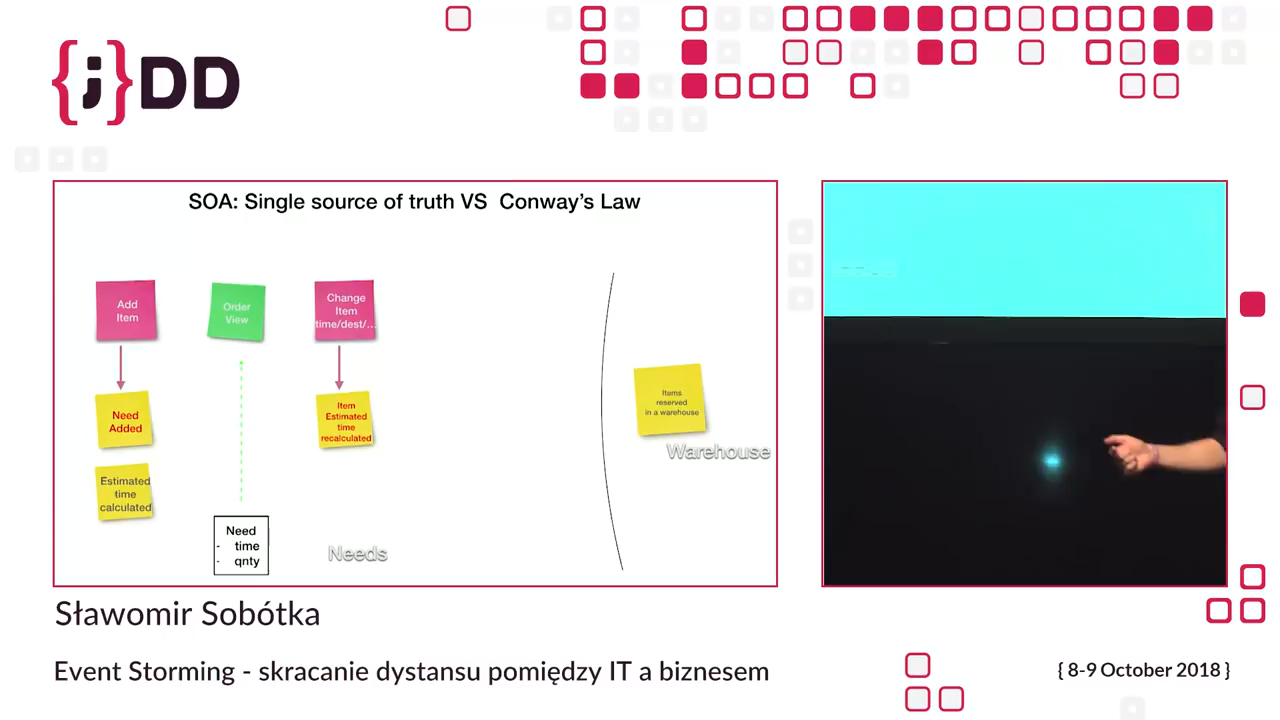 {j}DD
SOA: Single source of truth VS Conway's Law
Add
Item
Order
View
Change
Item
time/dest/...
Need
Added
Item
Estimated
time
recalculated
Items
reserved
in a warehouse
Warehouse
Estimated
time
calculated
Need
- time
- qnty
Needs
Sławomir Sobótka
Event Storming - skracanie dystansu pomiędzy IT a biznesem
{ 8-9 October 2018 }